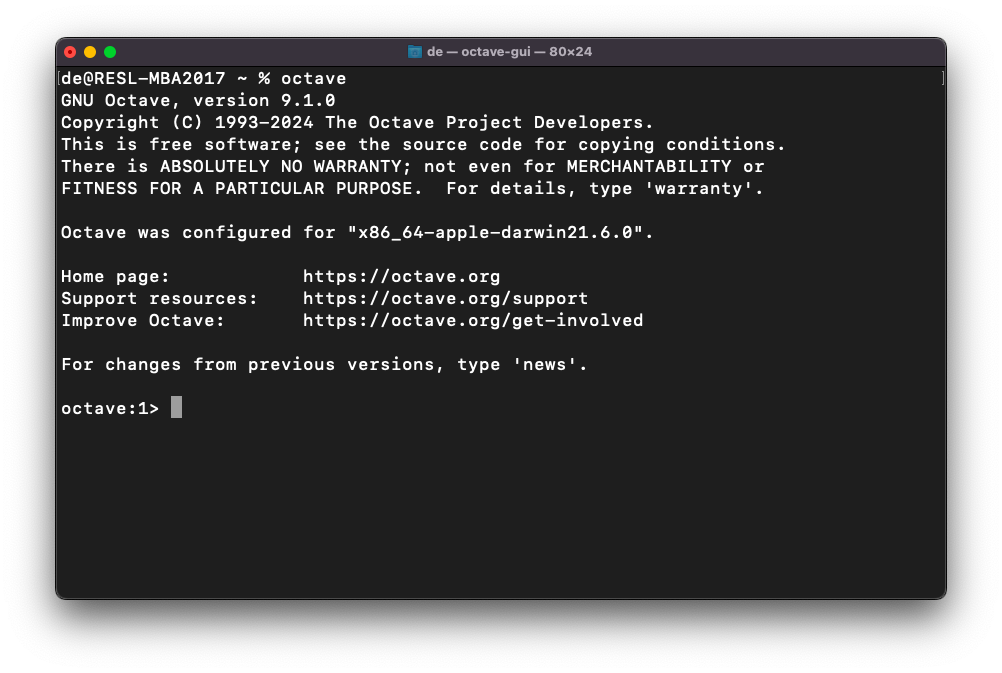 de — octave-gui — 80×24
de@RESL-MBA2017 ~ % octave
GNU Octave, version 9.1.0
Copyright (C) 1993-2024 The Octave Project Developers.
This is free software; see the source code for copying conditions.
There is ABSOLUTELY NO WARRANTY; not even for MERCHANTABILITY or
FITNESS FOR A PARTICULAR PURPOSE.  For details, type 'warranty'.
Octave was configured for "x86_64-apple-darwin21.6.0".
Home page:            https://octave.org
Support resources:    https://octave.org/support
Improve Octave:       https://octave.org/get-involved
For changes from previous versions, type 'news'.
octave:1>